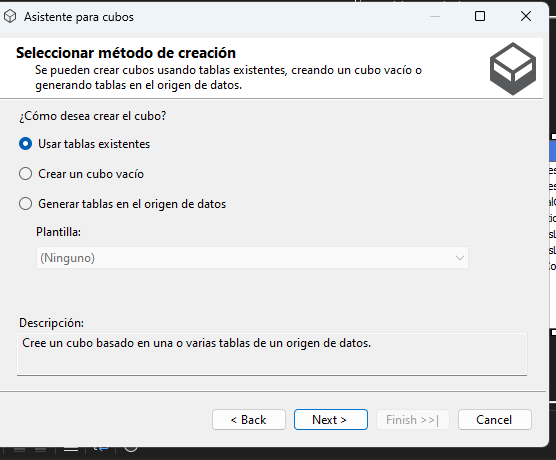 Asistente para cubos
Seleccionar método de creación
Se pueden crear cubos usando tablas existentes, creando un cubo vacío o
generando tablas en el origen de datos.
¿Cómo desea crear el cubo?
Usar tablas existentes
Crear un cubo vacío
Generar tablas en el origen de datos
Plantilla:
(Ninguno)
Descripción:
Cree un cubo basado en una o varias tablas de un origen de datos.
< Back
Next >
Finish >>|
Cancel